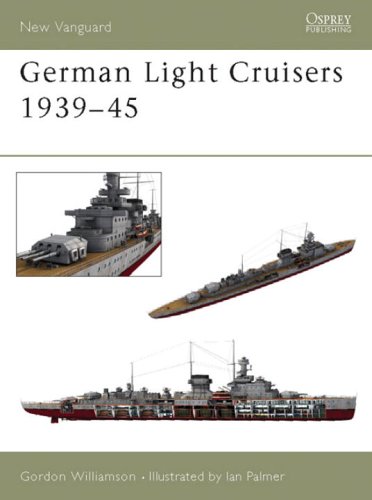 New Vanguard
OSPREY
PUBLISHING
German Light Cruisers
1939–45
Gordon Williamson • Illustrated by Ian Palmer